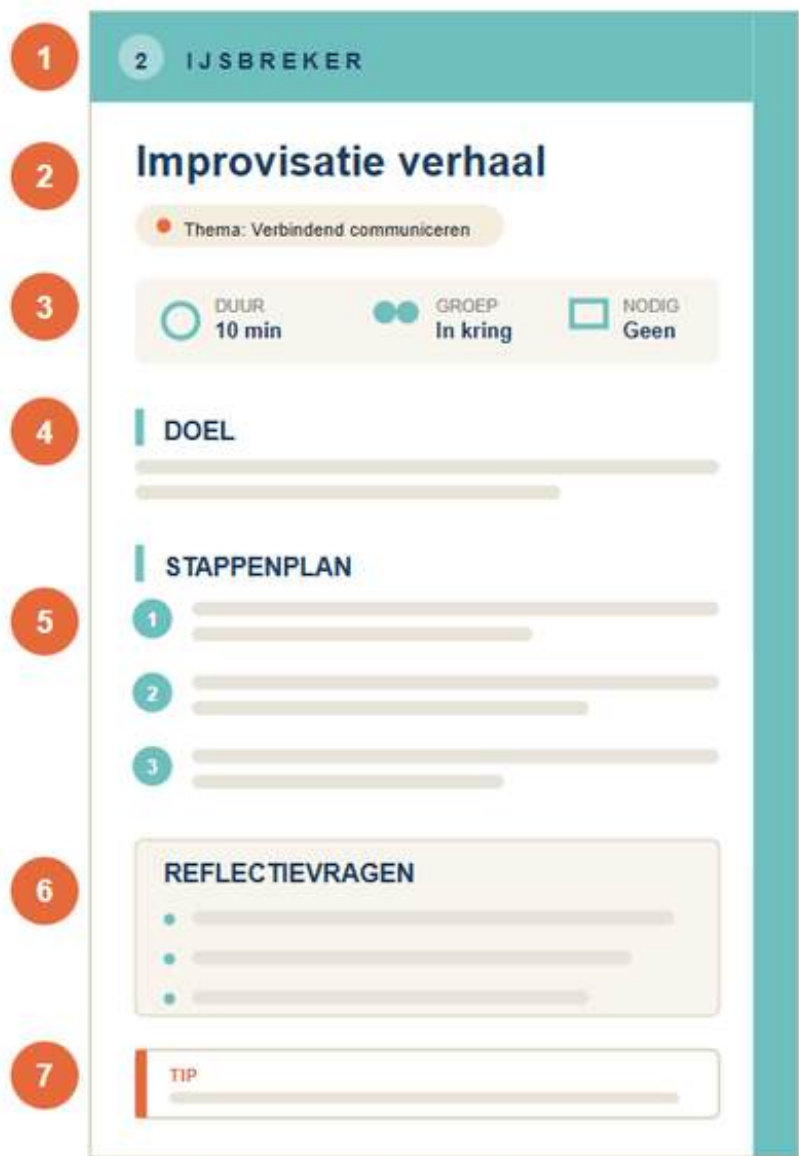 1
2 IJSBREKER
2
Improvisatie verhaal
Thema: Verbindend communiceren
3
DUUR
10 min
GROEP
In kring
NODIG
Geen
4
DOEL
STAPPENPLAN
5
1
2
3
6
REFLECTIEVRAGEN
7
TIP